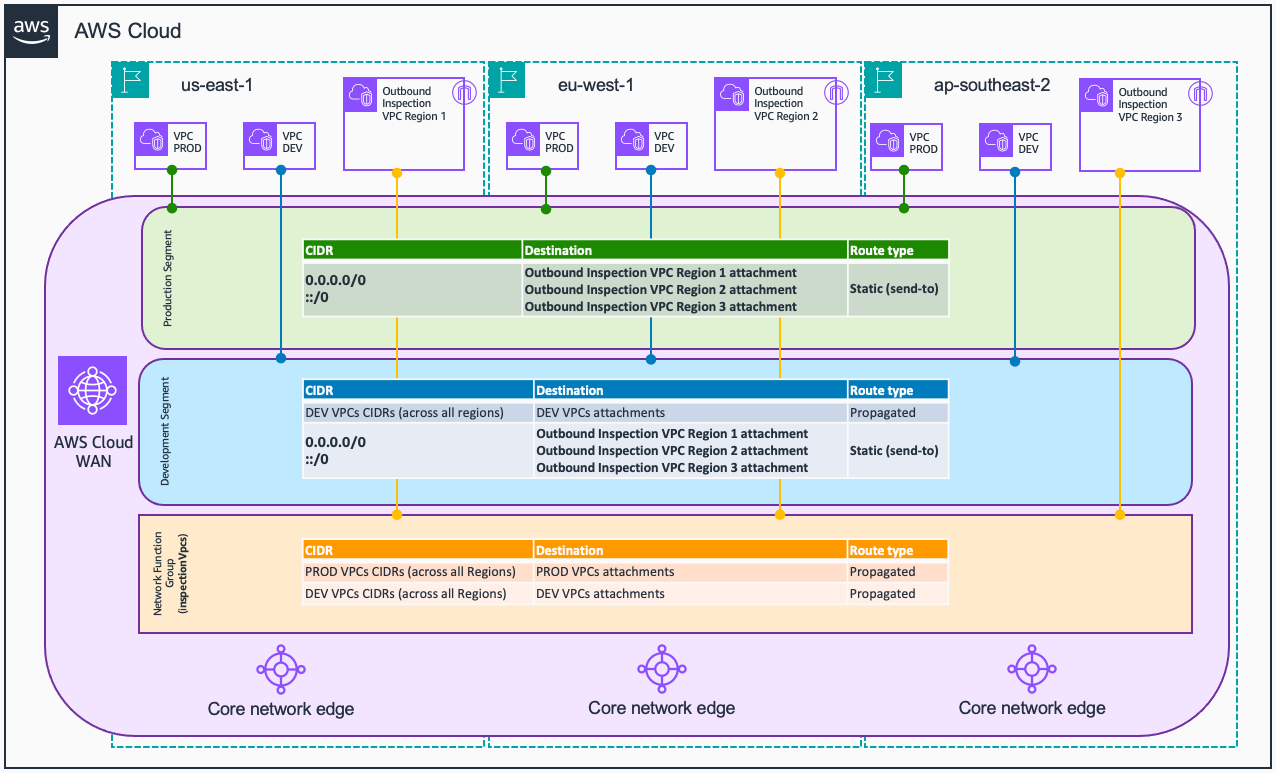 aws
AWS Cloud
us-east-1
Outbound
Inspection
VPC Region 1
VPC
PROD
VPC
DEV
eu-west-1
Outbound
Inspection
VPC Region 2
VPC
PROD
VPC
DEV
ap-southeast-2
Outbound
Inspection
VPC Region 3
VPC
PROD
VPC
DEV
Production Segment
CIDR Destination Route type
0.0.0.0/0
::/0
Outbound Inspection VPC Region 1 attachment
Outbound Inspection VPC Region 2 attachment
Outbound Inspection VPC Region 3 attachment
Static (send-to)
AWS Cloud
WAN
Development Segment
CIDR Destination Route type
DEV VPCs CIDRs (across all regions) DEV VPCs attachments Propagated
0.0.0.0/0
::/0
Outbound Inspection VPC Region 1 attachment
Outbound Inspection VPC Region 2 attachment
Outbound Inspection VPC Region 3 attachment
Static (send-to)
Network Function
Group
(inspectionVpcs)
CIDR Destination Route type
PROD VPCs CIDRs (across all Regions) PROD VPCs attachments Propagated
DEV VPCs CIDRs (across all Regions) DEV VPCs attachments Propagated
Core network edge
Core network edge
Core network edge